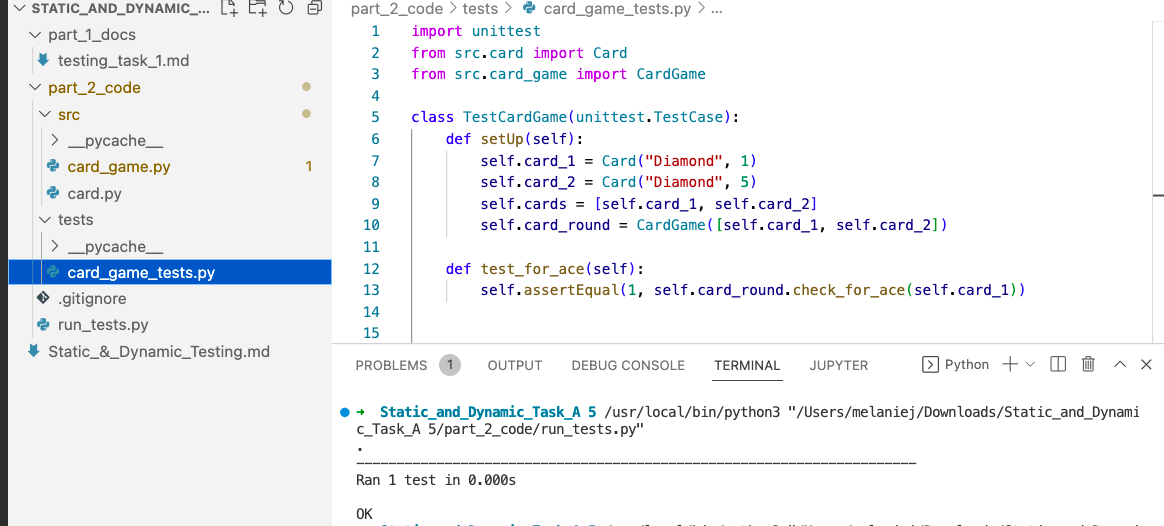 STATIC_AND_DYNAMIC_...
part_1_docs
testing_task_1.md
part_2_code
src
__pycache__
card_game.py 1
card.py
tests
__pycache__
card_game_tests.py
.gitignore
run_tests.py
Static_&_Dynamic_Testing.md
part_2_code > tests > card_game_tests.py > ...
1 import unittest
2 from src.card import Card
3 from src.card_game import CardGame
4
5 class TestCardGame(unittest.TestCase):
6 def setUp(self):
7 self.card_1 = Card("Diamond", 1)
8 self.card_2 = Card("Diamond", 5)
9 self.cards = [self.card_1, self.card_2]
10 self.card_round = CardGame([self.card_1, self.card_2])
11
12 def test_for_ace(self):
13 self.assertEqual(1, self.card_round.check_for_ace(self.card_1))
14
15
PROBLEMS 1 OUTPUT DEBUG CONSOLE TERMINAL JUPYTER Python
→ Static_and_Dynamic_Task_A 5 /usr/local/bin/python3 "/Users/melaniej/Downloads/Static_and_Dynami
c_Task_A 5/part_2_code/run_tests.py"
.
----------------------------------------------------------------------
Ran 1 test in 0.000s
OK